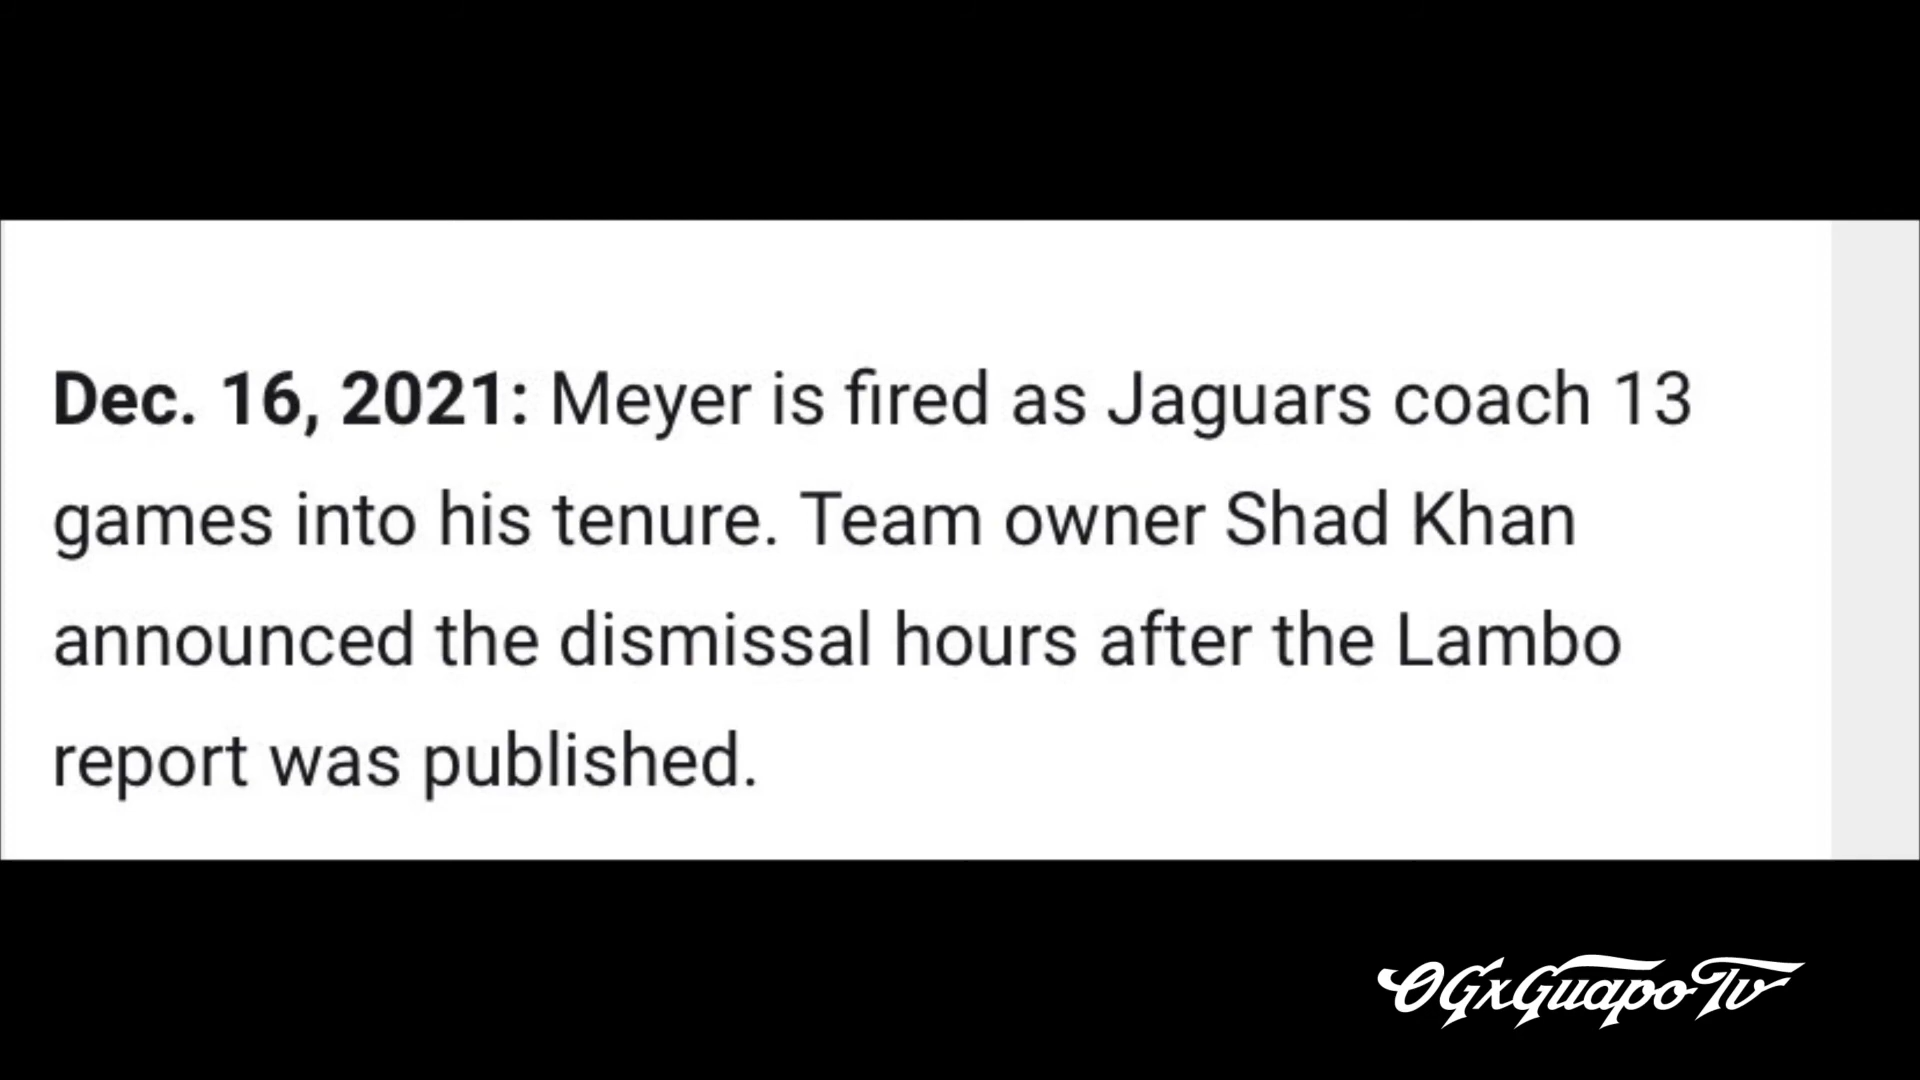 Dec. 16, 2021: Meyer is fired as Jaguars coach 13
games into his tenure. Team owner Shad Khan
announced the dismissal hours after the Lambo
report was published.
OGxGuapoTv